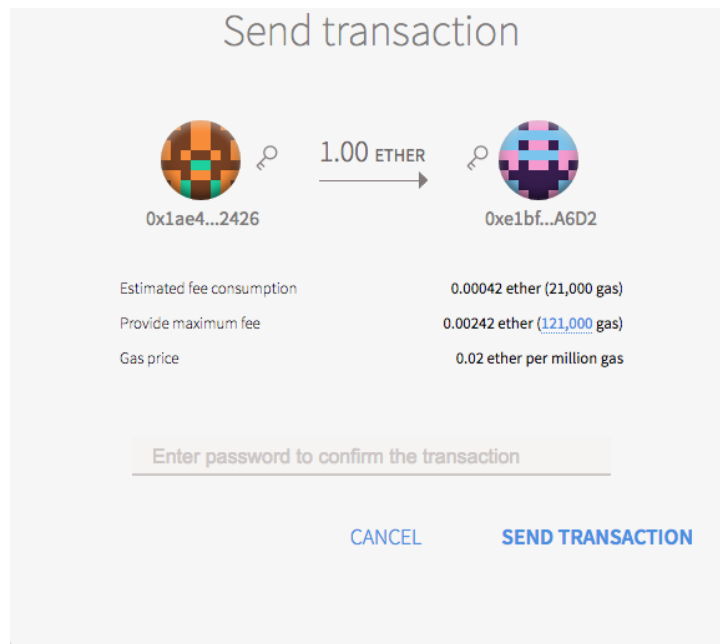 Send transaction
1.00 ETHER
0x1ae4...2426
0xe1bf...A6D2
Estimated fee consumption 0.00042 ether (21,000 gas)
Provide maximum fee 0.00242 ether (121,000 gas)
Gas price 0.02 ether per million gas
Enter password to confirm the transaction
CANCEL SEND TRANSACTION